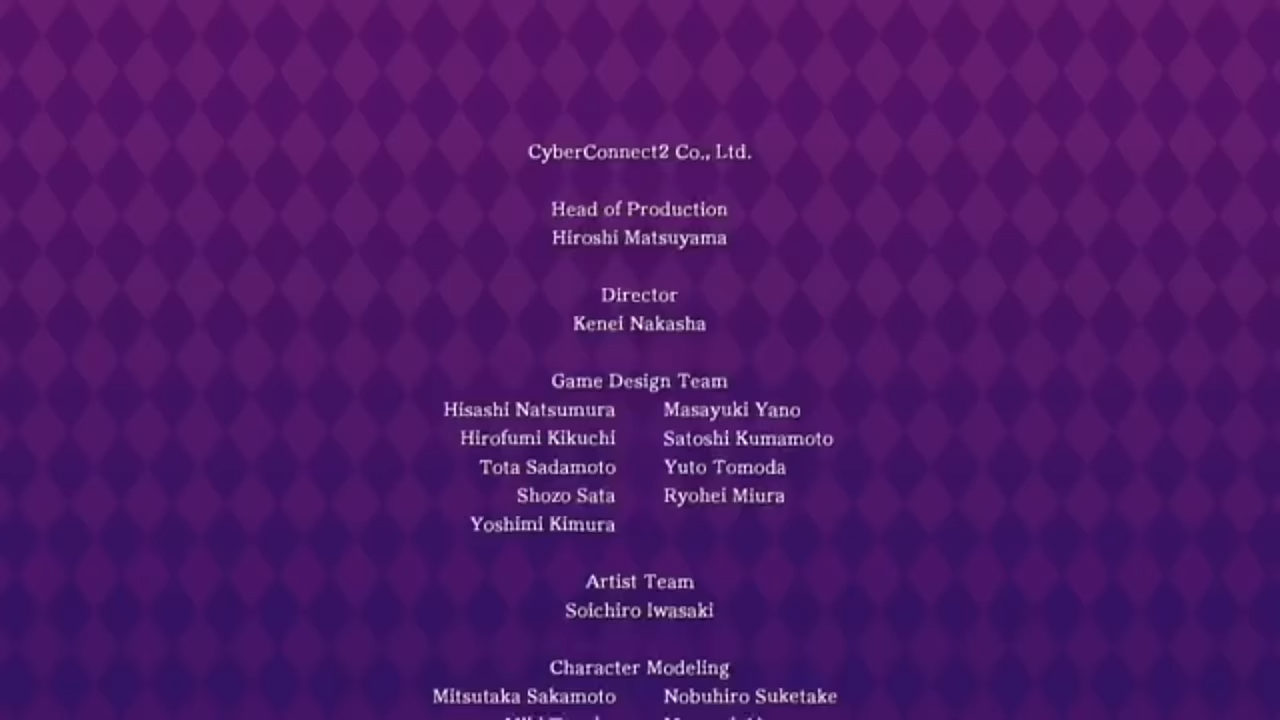 CyberConnect2 Co., Ltd.
Head of Production
Hiroshi Matsuyama
Director
Kenei Nakasha
Game Design Team
Hisashi Natsumura Masayuki Yano
Hirofumi Kikuchi Satoshi Kumamoto
Tota Sadamoto Yuto Tomoda
Shozo Sata Ryohei Miura
Yoshimi Kimura
Artist Team
Soichiro Iwasaki
Character Modeling
Mitsutaka Sakamoto Nobuhiro Suketake